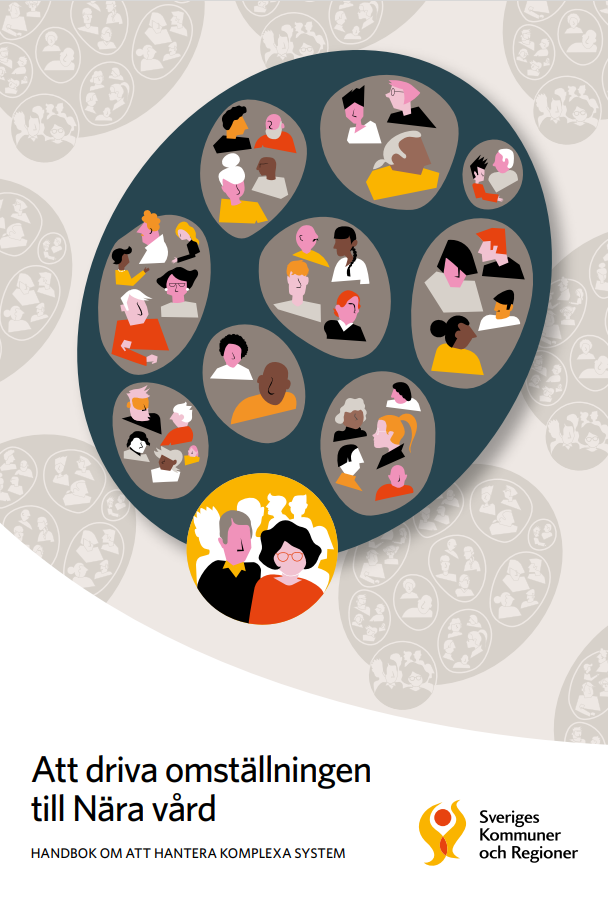 Att driva omställningen
till Nära vård
HANDBOK OM ATT HANTERA KOMPLEXA SYSTEM
Sveriges
Kommuner
och Regioner